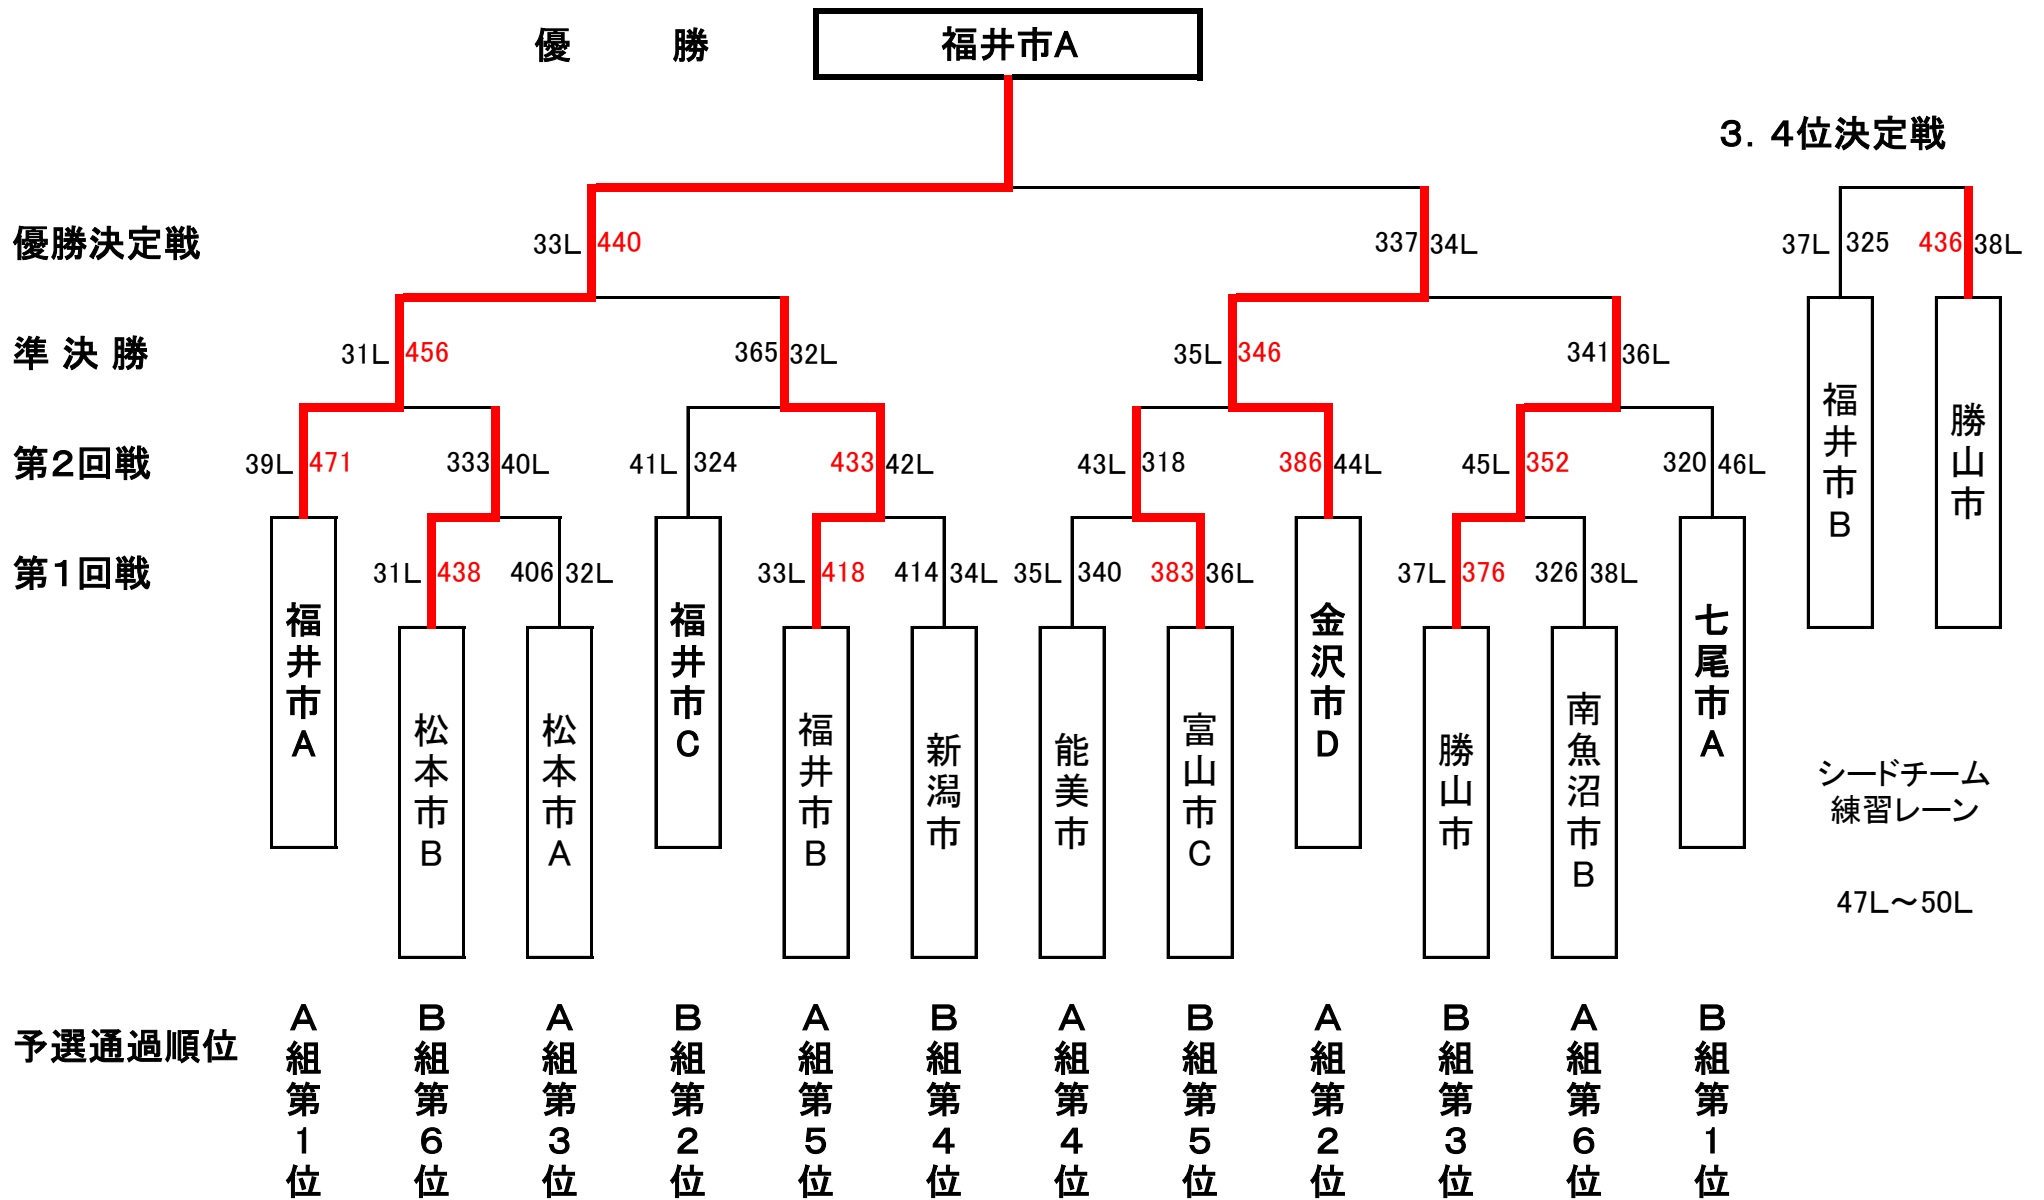 優　勝
福井市A
3．4位決定戦
優勝決定戦
33L 440
337 34L
37L 325
436 38L
準 決 勝
31L 456
365 32L
35L 346
341 36L
第2回戦
39L 471
333 40L
41L 324
433 42L
43L 318
386 44L
45L 352
320 46L
第1回戦
31L 438
406 32L
33L 418
414 34L
35L 340
383 36L
37L 376
326 38L
福井市A
松本市B
松本市A
福井市C
福井市B
新潟市
能美市
富山市C
金沢市D
勝山市
南魚沼市B
七尾市A
福井市B
勝山市
シードチーム
練習レーン
47L～50L
予選通過順位
A組第1位
B組第6位
A組第3位
B組第2位
A組第5位
B組第4位
A組第4位
B組第5位
A組第2位
B組第3位
A組第6位
B組第1位